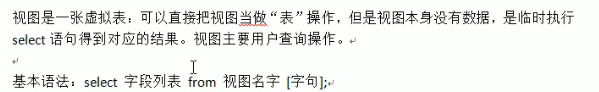 视图是一张虚拟表：可以直接把视图当做“表”操作，但是视图本身没有数据，是临时执行
select 语句得到对应的结果。视图主要用户查询操作。
基本语法：select 字段列表 from 视图名字 [字句];